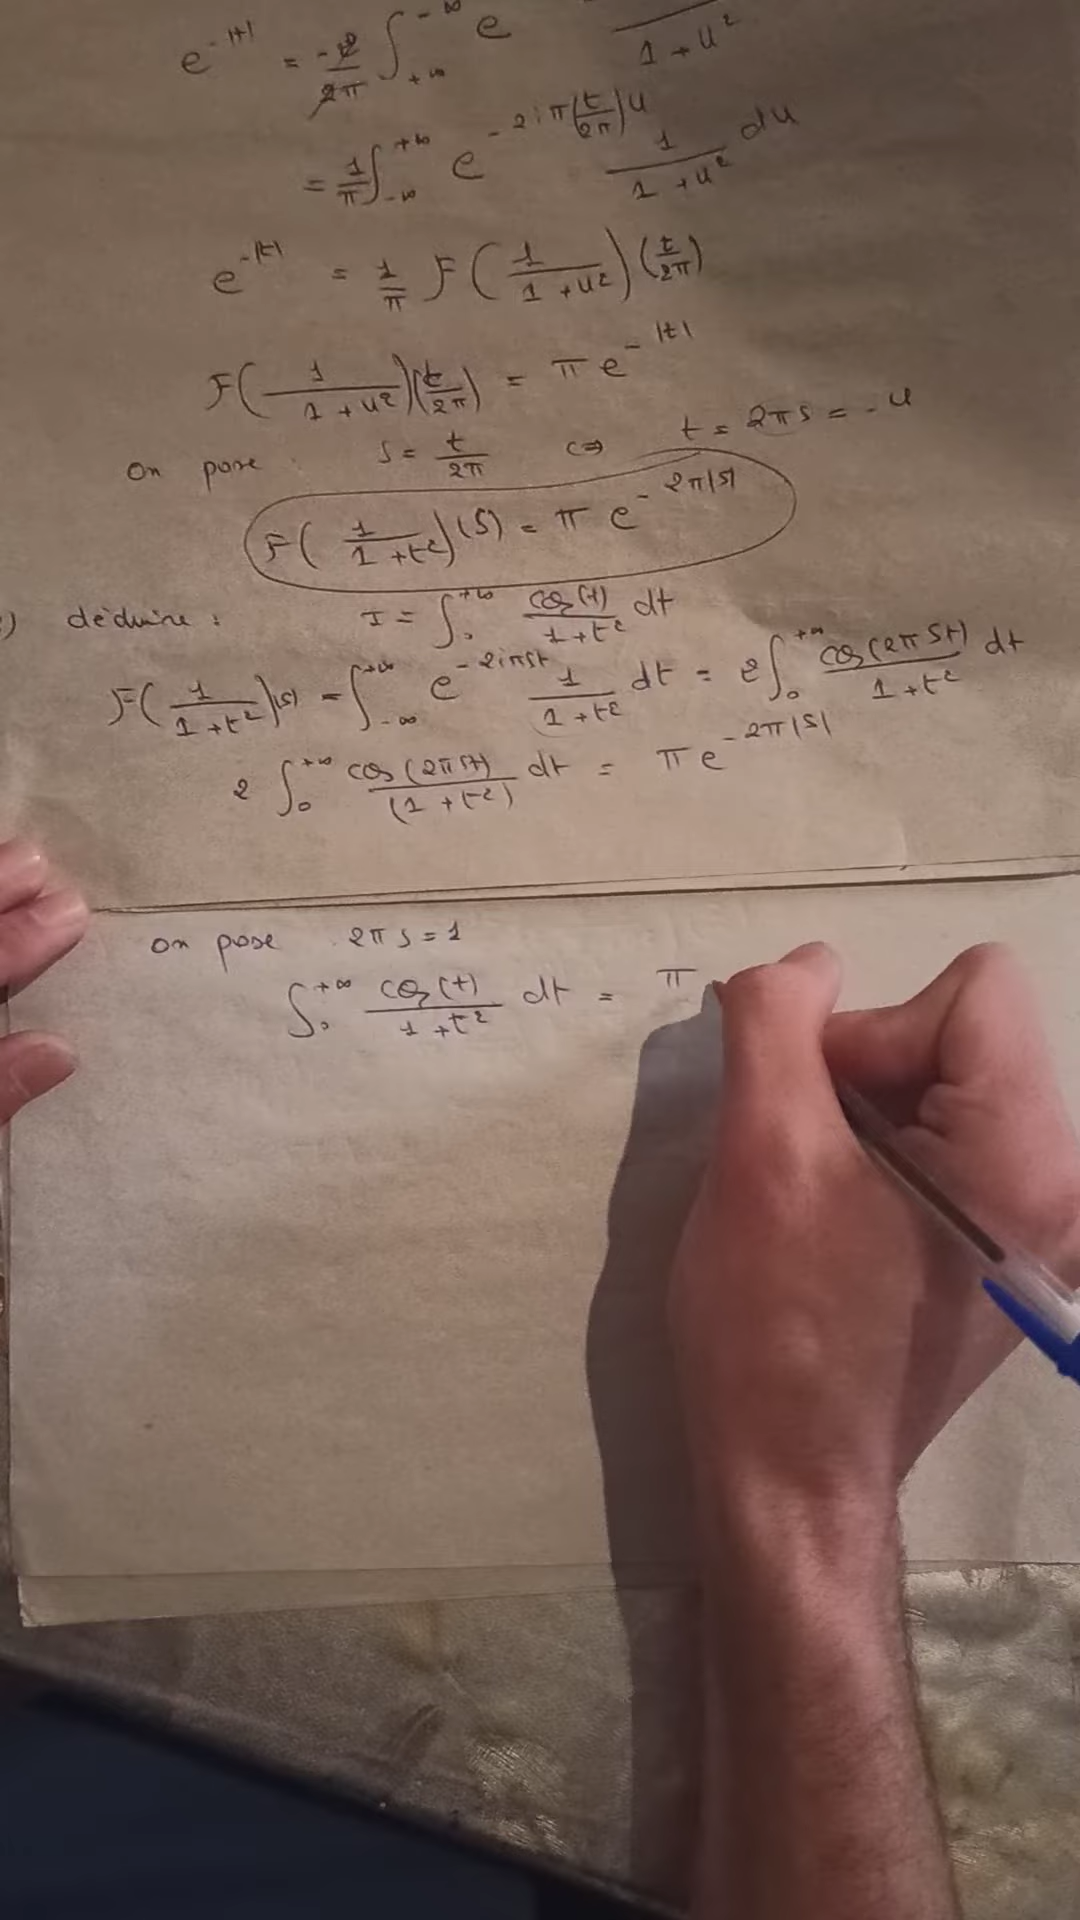 e^{-|t|} = -2/2π ∫_{+∞}^{-∞} e 1+u²
= 1/π ∫_{-∞}^{+∞} e^{-2iπ(t/2π)u} 1/(1+u²) du
e^{-|t|} = 1/π F(1/(1+u²))(t/2π)
F(1/(1+u²))(t/2π) = π e^{-|t|}
On pose : s = t/2π ⇔ t = 2πs = -u
F(1/(1+t²))(s) = π e^{-2π|s|}
) déduire : I = ∫_0^{+∞} cos(t)/(1+t²) dt
F(1/(1+t²))(s) = ∫_{-∞}^{+∞} e^{-2iπst} 1/(1+t²) dt = 2∫_0^{+∞} cos(2πst)/(1+t²) dt
2 ∫_0^{+∞} cos(2πst)/(1+t²) dt = π e^{-2π|s|}
On pose 2πs = 1
∫_0^{+∞} cos(t)/(1+t²) dt = π